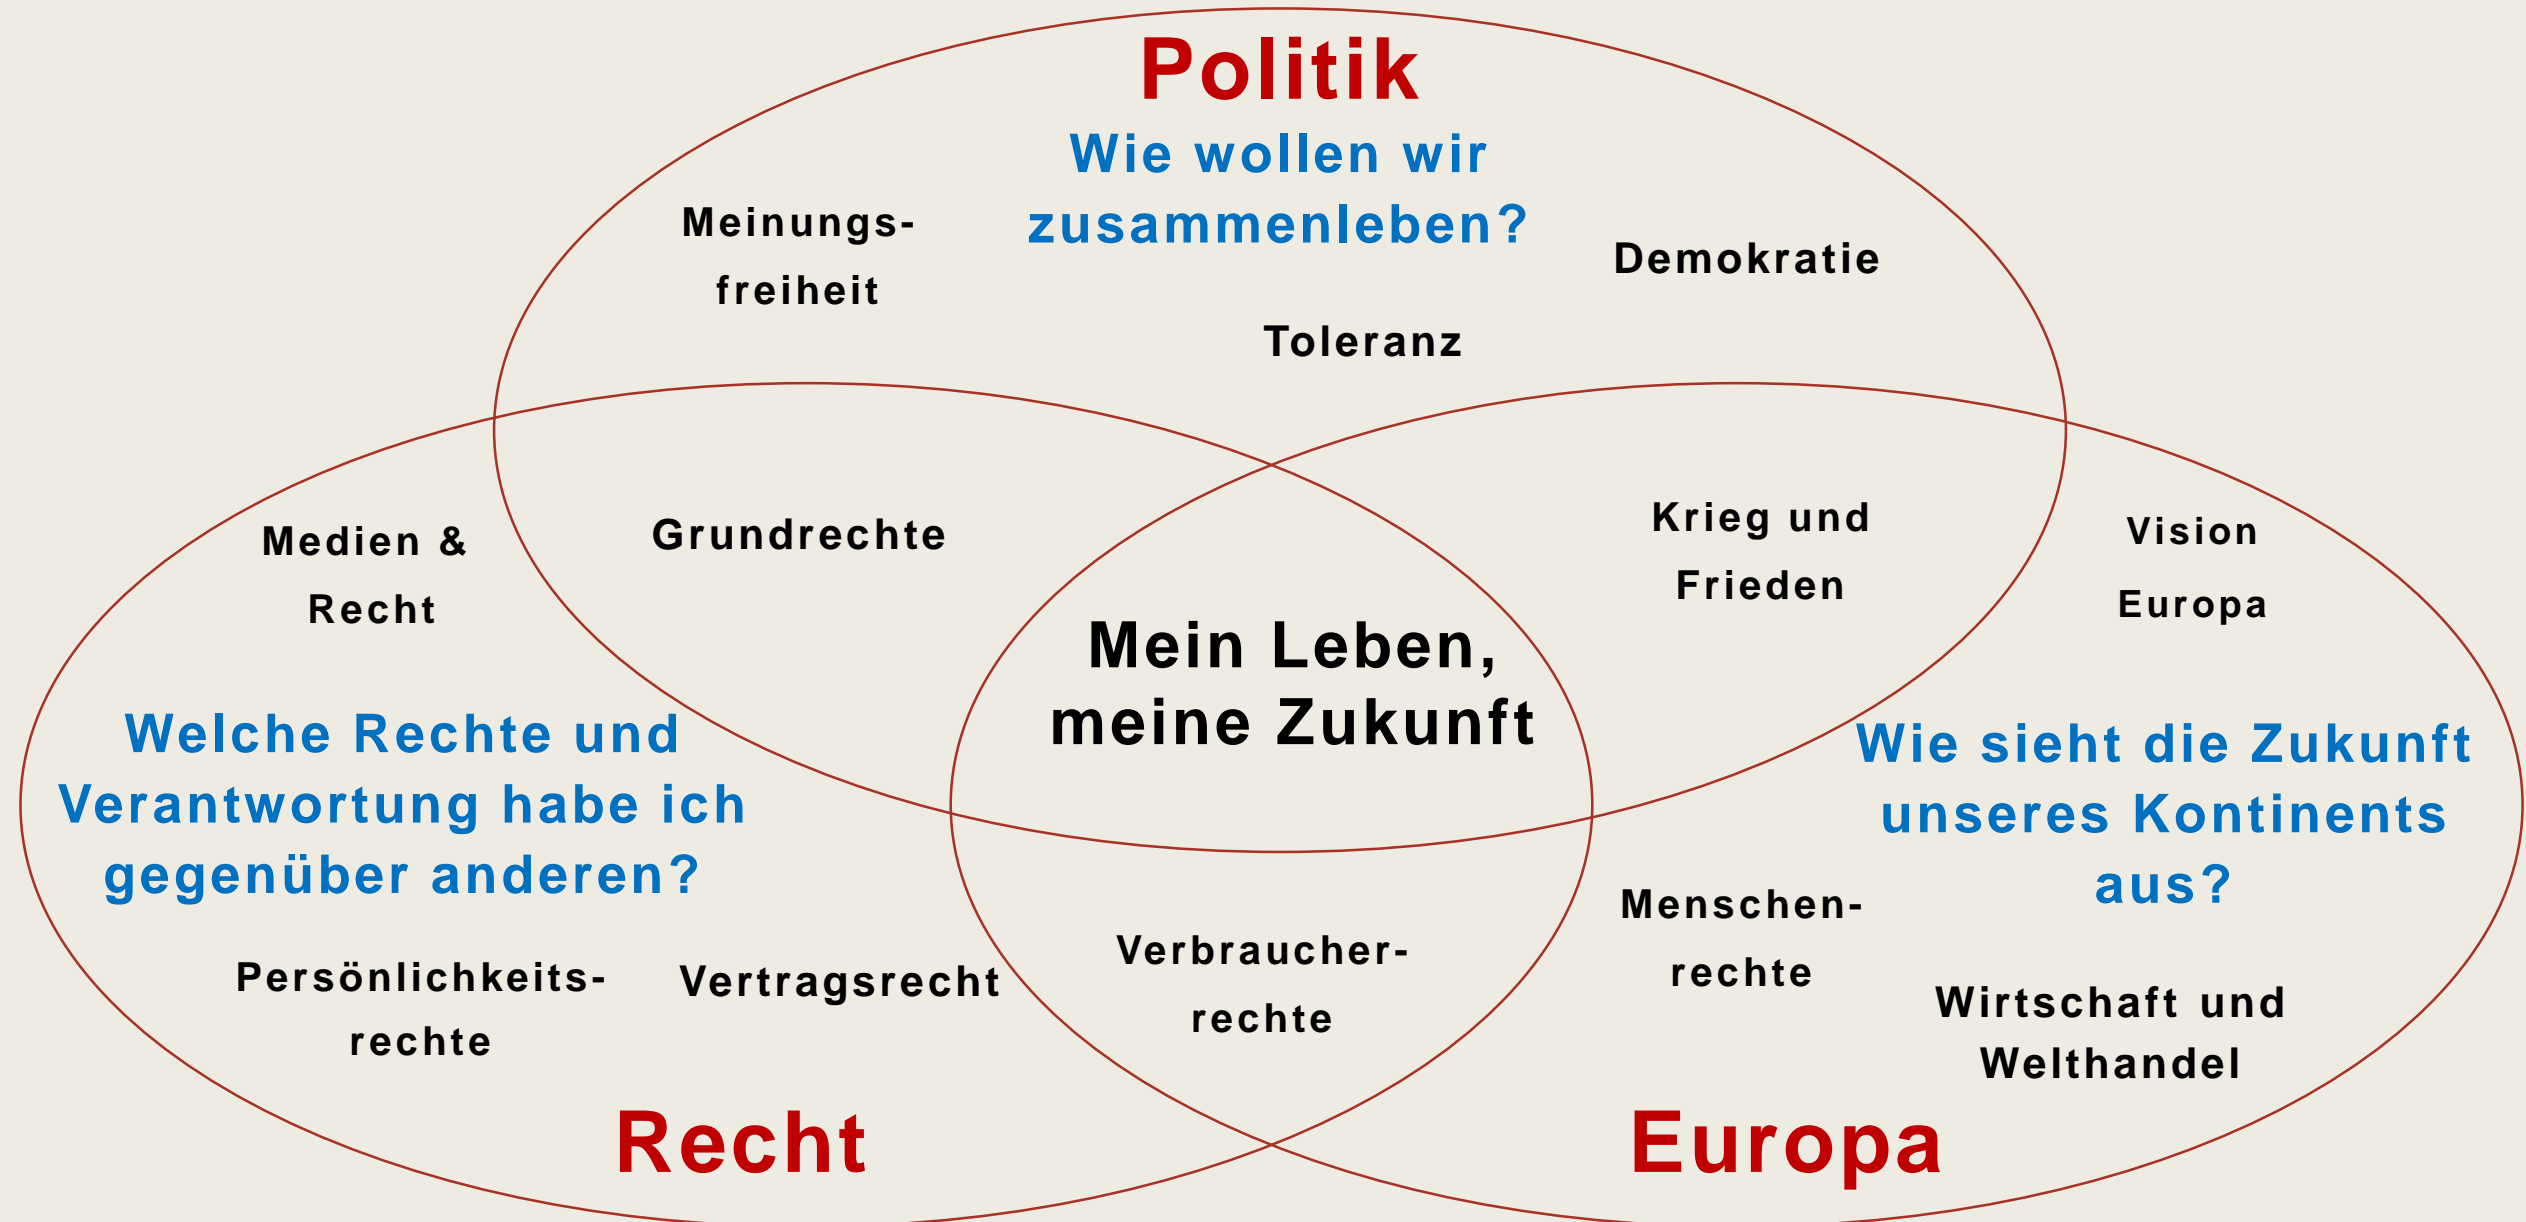 Politik
Wie wollen wir
zusammenleben?
Meinungs-
freiheit
Demokratie
Toleranz
Medien &
Recht
Grundrechte
Krieg und
Frieden
Vision
Europa
Mein Leben,
meine Zukunft
Welche Rechte und
Verantwortung habe ich
gegenüber anderen?
Wie sieht die Zukunft
unseres Kontinents
aus?
Persönlichkeits-
rechte
Vertragsrecht
Verbraucher-
rechte
Menschen-
rechte
Wirtschaft und
Welthandel
Recht
Europa